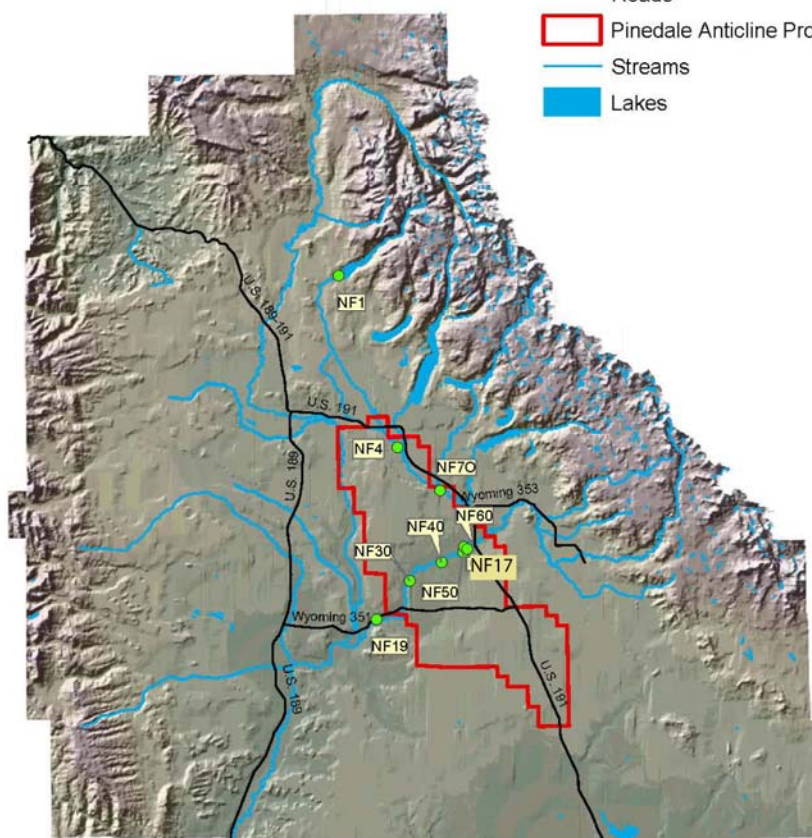 Pinedale Anticline Pro
Streams
Lakes
NF1
U.S. 189-191
U.S. 191
NF4
NF7O
U.S. 189
Wyoming 353
NF40
NF60
NF30
NF17
NF50
Wyoming 351
NF19
U.S. 191
U.S. 189